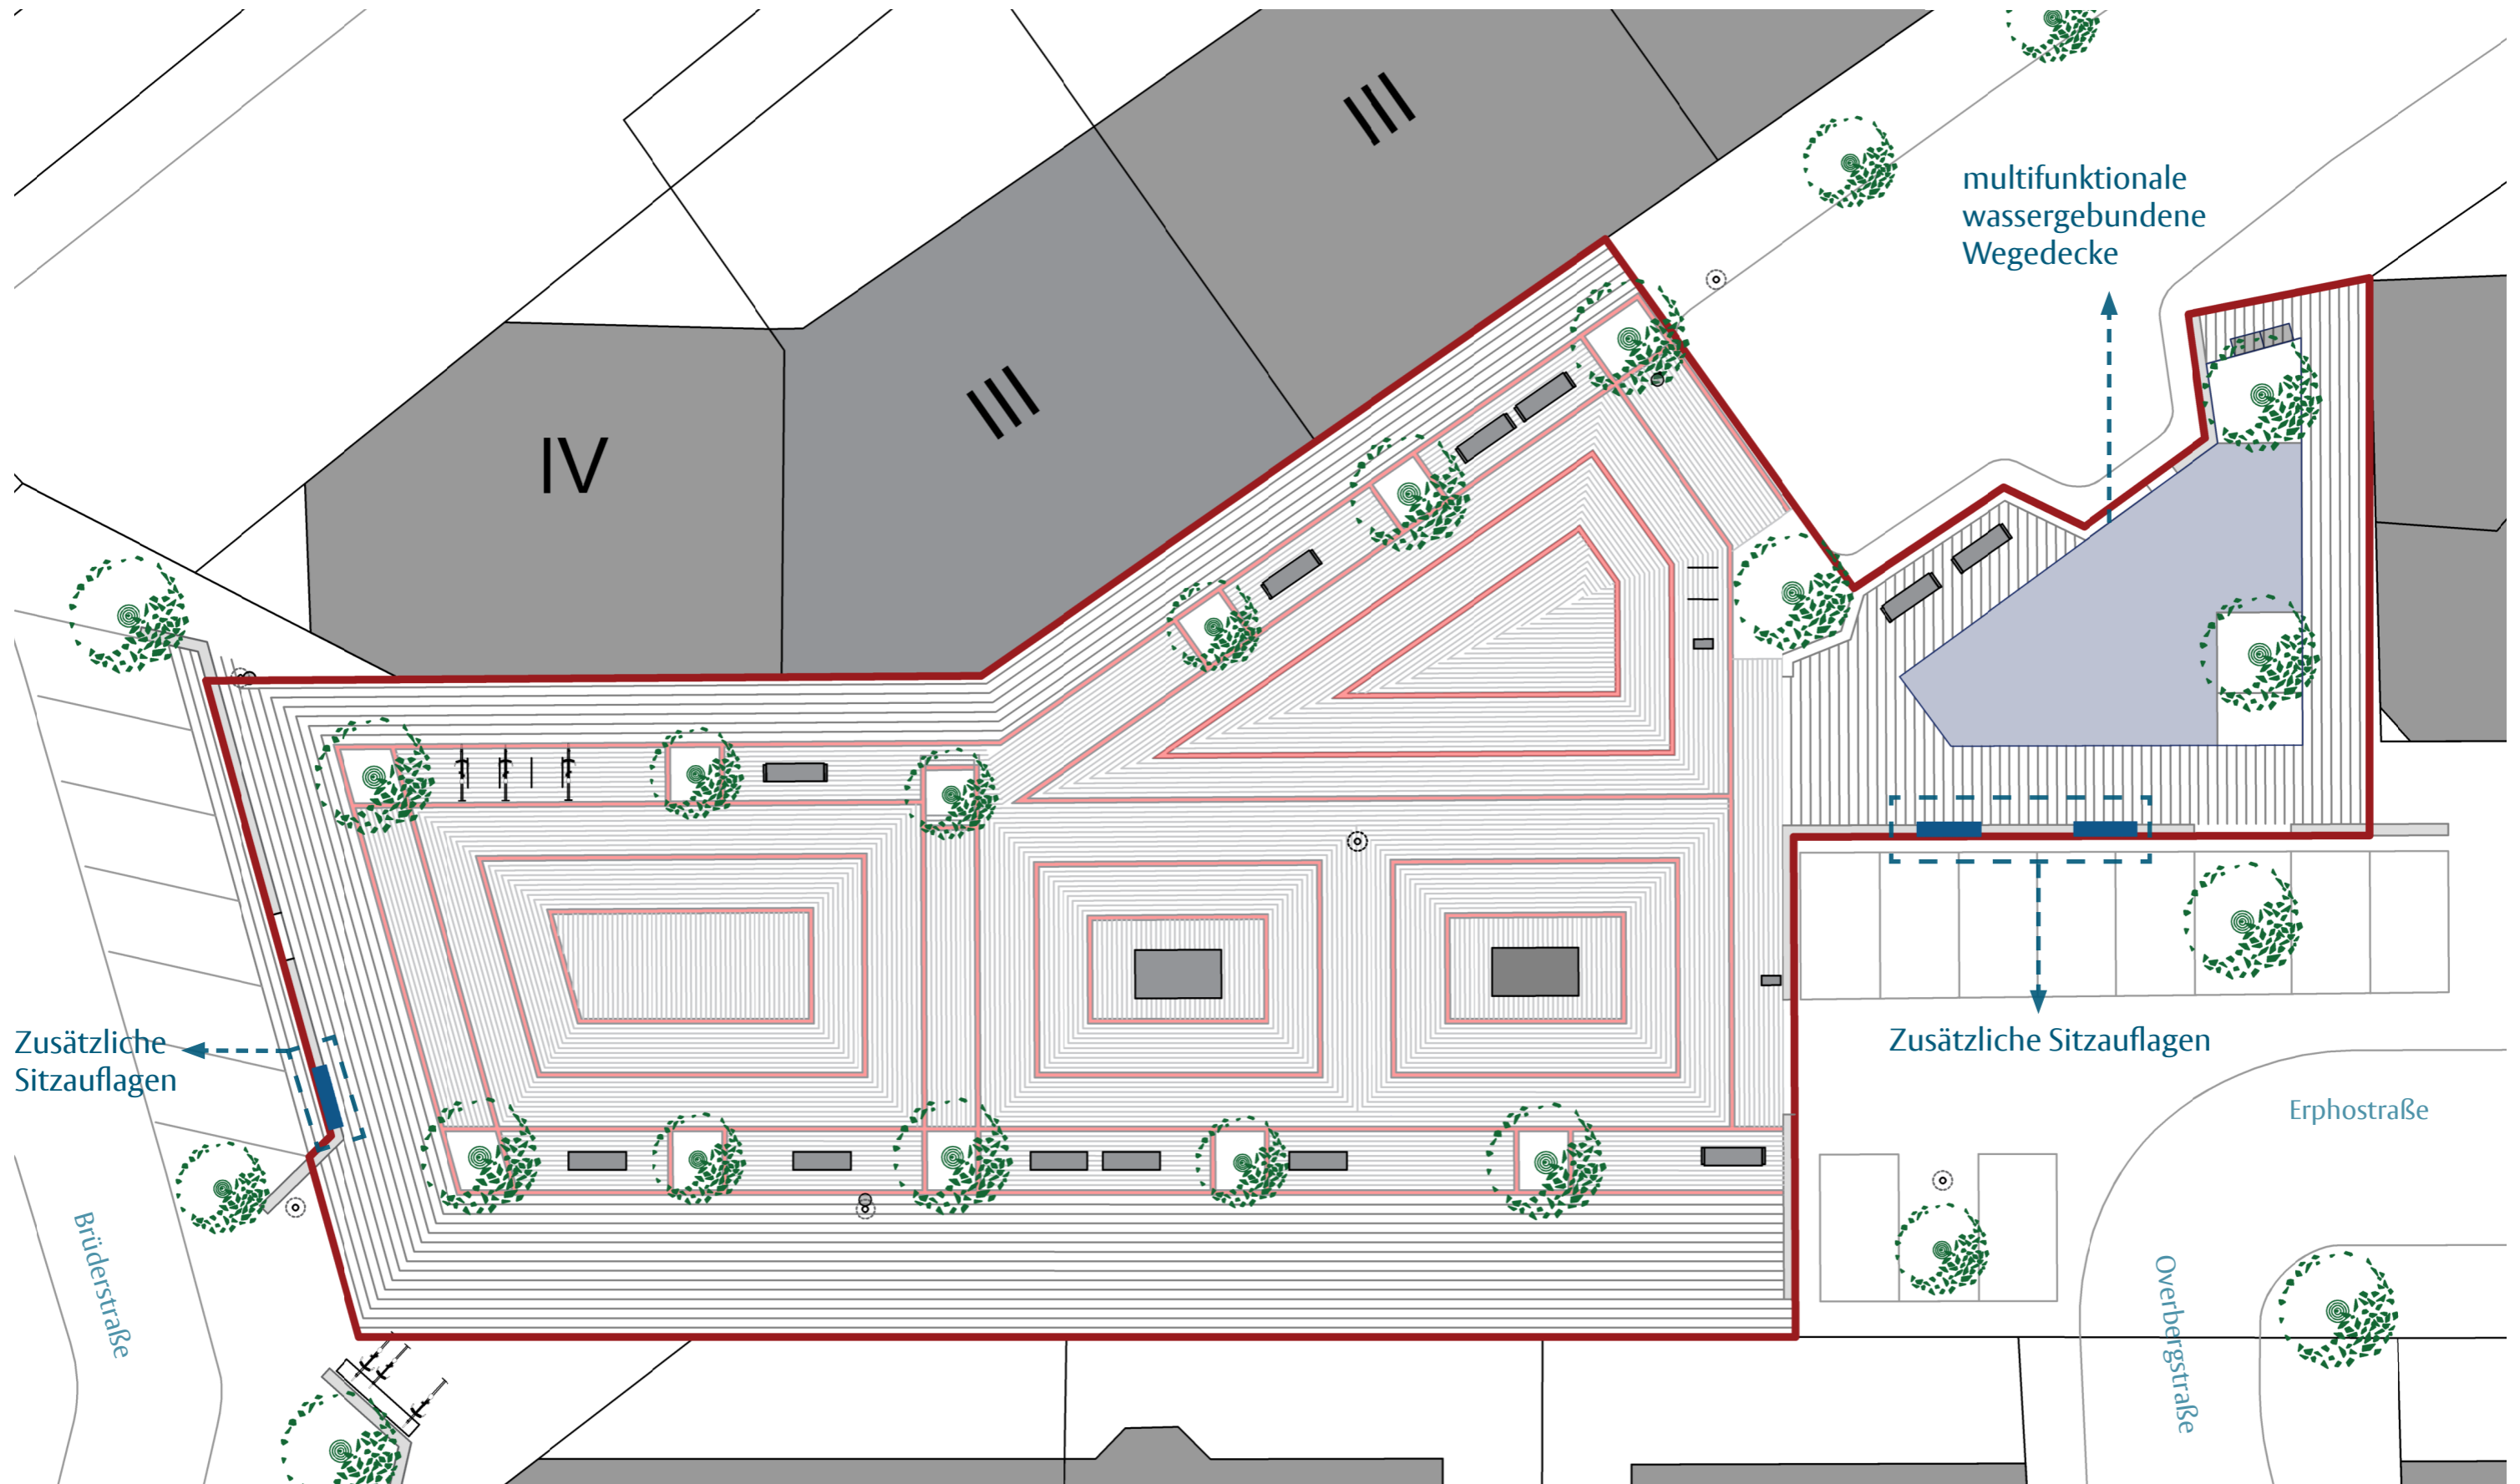 III
multifunktionale
wassergebundene
Wegedecke
III
IV
Zusätzliche
Sitzauflagen
Zusätzliche Sitzauflagen
Erphostraße
Brüderstraße
Overbergstraße